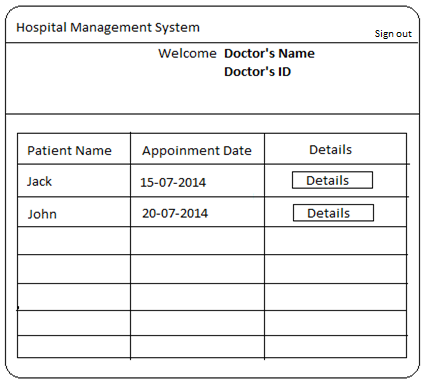 Hospital Management System
Sign out
Welcome Doctor's Name
Doctor's ID
Patient Name Appoinment Date Details
Jack 15-07-2014 Details
John 20-07-2014 Details